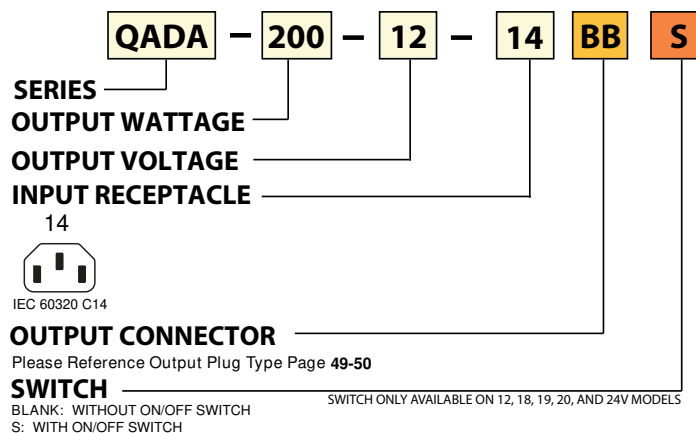 QADA - 200 - 12 - 14 BB S
SERIES
OUTPUT WATTAGE
OUTPUT VOLTAGE
INPUT RECEPTACLE
14
IEC 60320 C14
OUTPUT CONNECTOR
Please Reference Output Plug Type Page 49-50
SWITCH
SWITCH ONLY AVAILABLE ON 12, 18, 19, 20, AND 24V MODELS
BLANK: WITHOUT ON/OFF SWITCH
S: WITH ON/OFF SWITCH